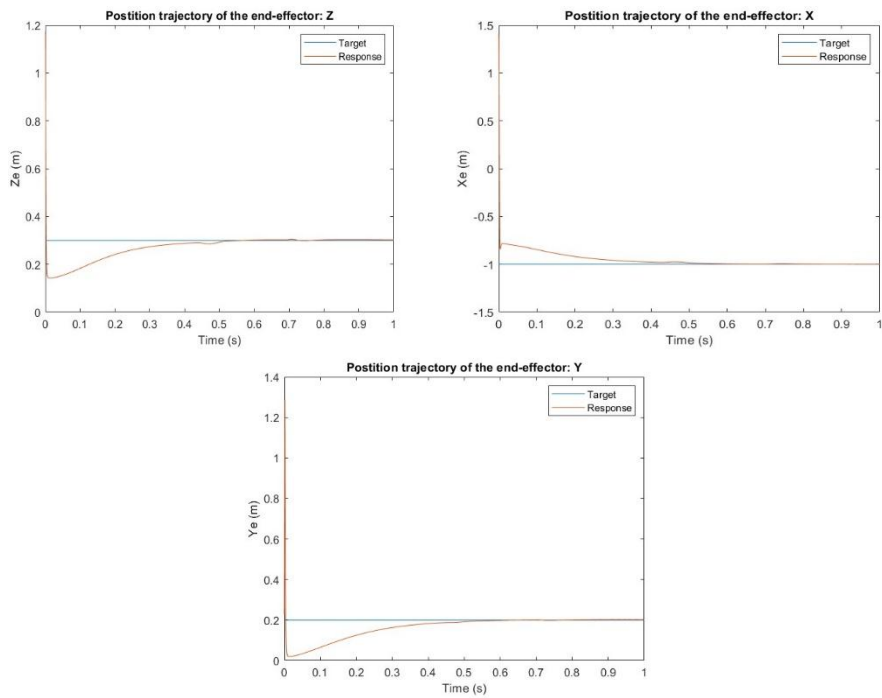 Postition trajectory of the end-effector: Z
1.2
1
0.8
0.6
0.4
0.2
0
Ze (m)
Target
Response
0 0.1 0.2 0.3 0.4 0.5 0.6 0.7 0.8 0.9 1
Time (s)
Postition trajectory of the end-effector: X
1.5
1
0.5
0
-0.5
-1
-1.5
Xe (m)
Target
Response
0 0.1 0.2 0.3 0.4 0.5 0.6 0.7 0.8 0.9 1
Time (s)
Postition trajectory of the end-effector: Y
1.4
1.2
1
0.8
0.6
0.4
0.2
0
Ye (m)
Target
Response
0 0.1 0.2 0.3 0.4 0.5 0.6 0.7 0.8 0.9 1
Time (s)